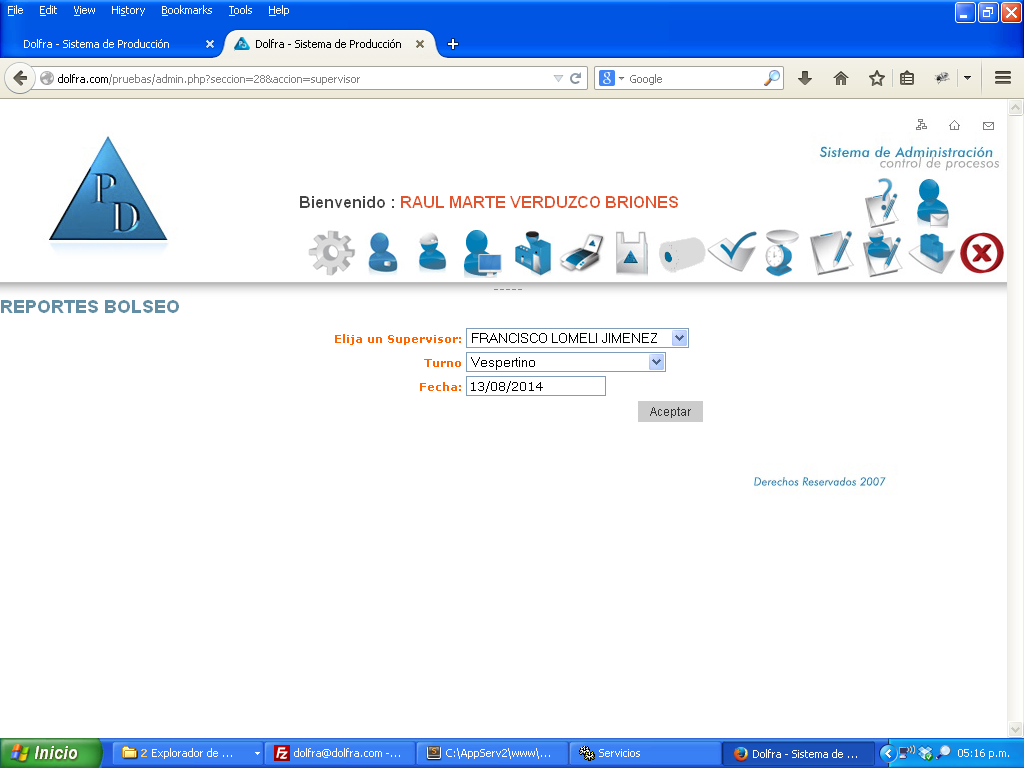 File Edit View History Bookmarks Tools Help
Dolfra - Sistema de Producción
Dolfra - Sistema de Producción
dolfra.com/pruebas/admin.php?seccion=28&accion=supervisor
8 Google
Sistema de Administración
control de procesos
P
D
Bienvenido : RAUL MARTE VERDUZCO BRIONES
-----
REPORTES BOLSEO
Elija un Supervisor: FRANCISCO LOMELI JIMENEZ
Turno Vespertino
Fecha: 13/08/2014
Aceptar
Derechos Reservados 2007
Inicio 2 Explorador de ... dolfra@dolfra.com -... C:\AppServ2\www\... Servicios Dolfra - Sistema de ... 05:16 p.m.